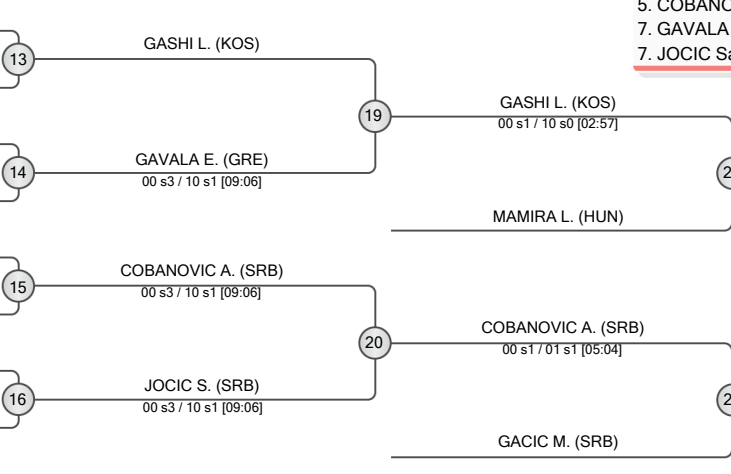 5. COBANO
7. GAVALA
7. JOCIC Sa
13
GASHI L. (KOS)
19
GASHI L. (KOS)
00 s1 / 10 s0 [02:57]
14
GAVALA E. (GRE)
00 s3 / 10 s1 [09:06]
2
MAMIRA L. (HUN)
15
COBANOVIC A. (SRB)
00 s3 / 10 s1 [09:06]
20
COBANOVIC A. (SRB)
00 s1 / 01 s1 [05:04]
16
JOCIC S. (SRB)
00 s3 / 10 s1 [09:06]
2
GACIC M. (SRB)